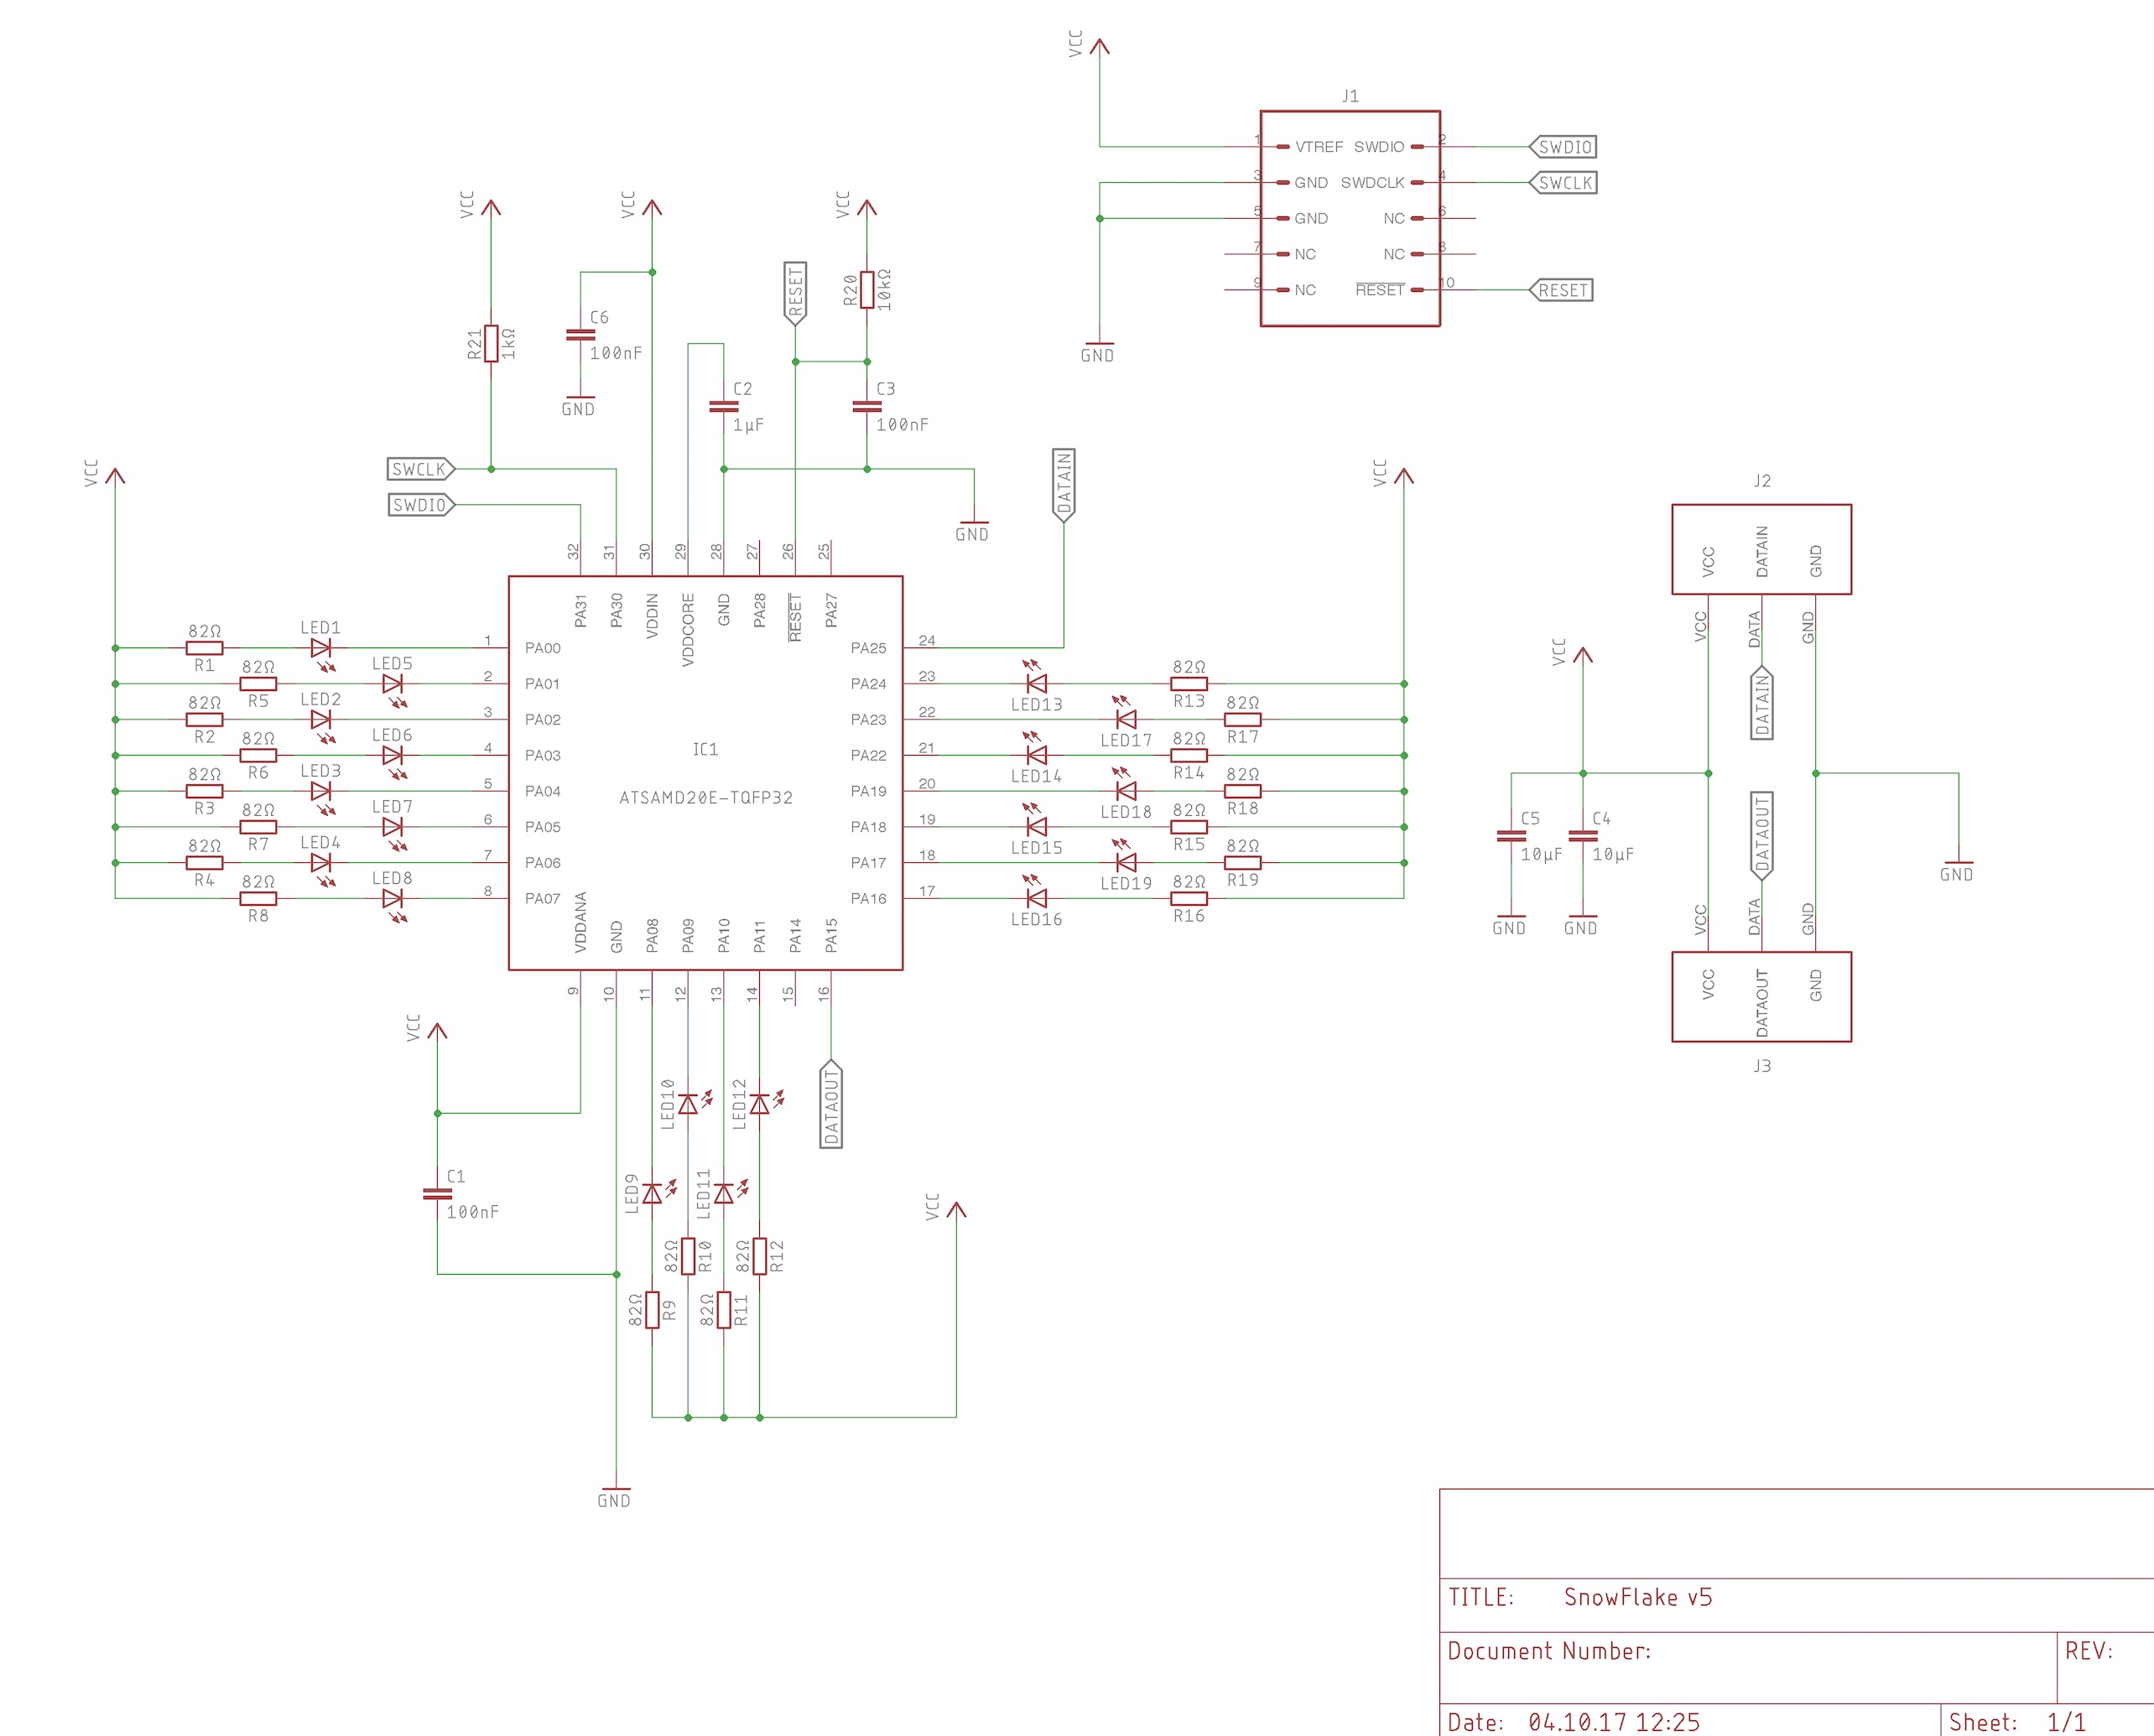 VCC
J1
1
VTREF
SWDIO
2
SWDIO
3
GND
SWDCLK
4
SWCLK
5
GND
NC
6
7
NC
NC
8
9
NC
RESET
10
RESET
GND
VCC
R21
1kΩ
VCC
C6
100nF
GND
RESET
VCC
R20
10kΩ
C2
1µF
C3
100nF
GND
SWCLK
SWDIO
DATAIN
VCC
VCC
32
31
30
29
28
27
26
25
PA31
PA30
VDDIN
VDDCORE
GND
PA28
RESET
PA27
82Ω
R1
LED1
1
PA00
82Ω
R5
LED5
2
PA01
82Ω
R2
LED2
3
PA02
82Ω
R6
LED6
4
PA03
82Ω
R3
LED3
5
PA04
82Ω
R7
LED7
6
PA05
82Ω
R4
LED4
7
PA06
82Ω
R8
LED8
8
PA07
IC1
ATSAMD20E-TQFP32
PA25
24
PA24
23
LED13
82Ω
R13
PA23
22
LED17
82Ω
R17
PA22
21
LED14
82Ω
R14
PA19
20
LED18
82Ω
R18
PA18
19
LED15
82Ω
R15
PA17
18
LED19
82Ω
R19
PA16
17
LED16
82Ω
R16
VDDANA
GND
PA08
PA09
PA10
PA11
PA14
PA15
9
10
11
12
13
14
15
16
VCC
C1
100nF
GND
LED10
LED12
LED9
LED11
82Ω
R10
82Ω
R12
82Ω
R9
82Ω
R11
DATAOUT
VCC
J2
VCC
DATAIN
GND
VCC
DATA
GND
DATAIN
VCC
C5
10µF
GND
C4
10µF
GND
DATAOUT
GND
VCC
DATA
GND
VCC
DATAOUT
GND
J3
TITLE: SnowFlake v5
Document Number:
REV:
Date: 04.10.17 12:25
Sheet: 1/1